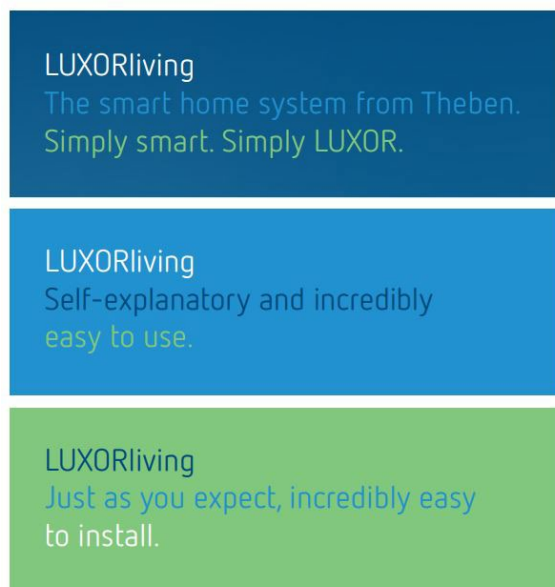 LUXORliving
The smart home system from Theben.
Simply smart. Simply LUXOR.
LUXORliving
Self-explanatory and incredibly
easy to use.
LUXORliving
Just as you expect, incredibly easy
to install.